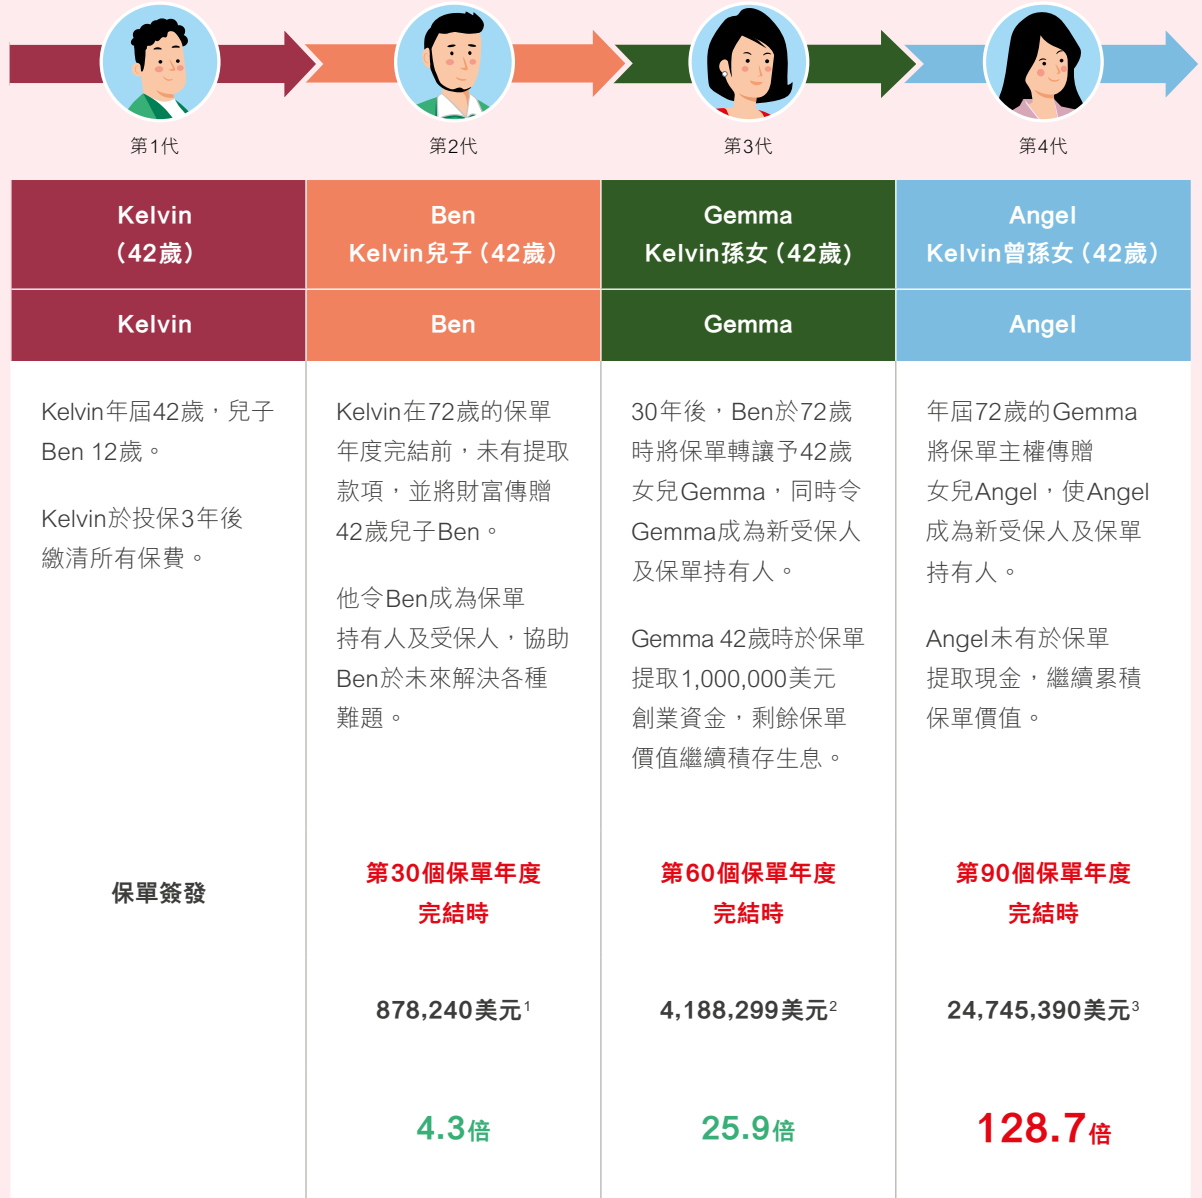 第1代
第2代
第3代
第4代
Kelvin
（42歲）
Ben
Kelvin兒子（42歲）
Gemma
Kelvin孫女（42歲)
Angel
Kelvin曾孫女（42歲）
Kelvin
Ben
Gemma
Angel
Kelvin年屆42歲，兒子
Ben 12歲。
Kelvin於投保3年後
繳清所有保費。
Kelvin在72歲的保單
年度完結前，未有提取
款項，並將財富傳贈
42歲兒子Ben。
他令Ben成為保單
持有人及受保人，協助
Ben於未來解決各種
難題。
30年後，Ben於72歲
時將保單轉讓予42歲
女兒Gemma，同時令
Gemma成為新受保人
及保單持有人。
Gemma 42歲時於保單
提取1,000,000美元
創業資金，剩餘保單
價值繼續積存生息。
年屆72歲的Gemma
將保單主權傳贈
女兒Angel，使Angel
成為新受保人及保單
持有人。
Angel未有於保單
提取現金，繼續累積
保單價值。
保單簽發
第30個保單年度
完結時
第60個保單年度
完結時
第90個保單年度
完結時
878,240美元1
4,188,299美元2
24,745,390美元3
4.3倍
25.9倍
128.7倍